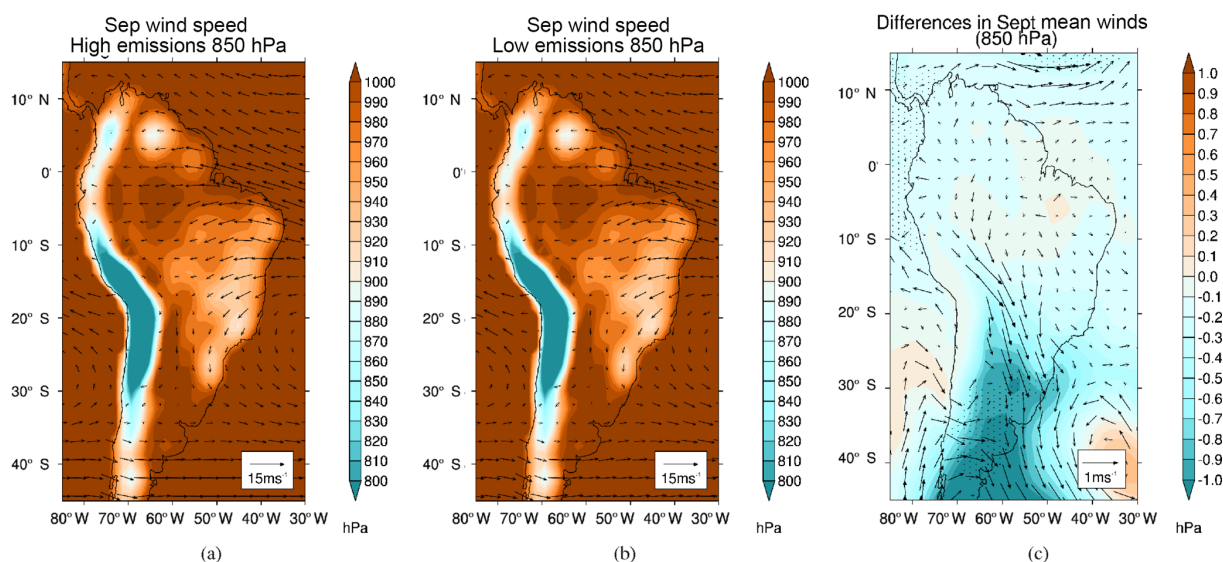 Sep wind speed
High emissions 850 hPa
10° N
0°
10° S
20° S
30° S
40° S
80° W 70° W 60° W 50° W 40° W 30° W
15ms⁻¹
1000
990
980
970
960
950
940
930
920
910
900
890
880
870
860
850
840
830
820
810
800
hPa
(a)
Sep wind speed
Low emissions 850 hPa
10° N
0°
10° S
20° S
30° S
40° S
80° W 70° W 60° W 50° W 40° W 30° W
15ms⁻¹
1000
990
980
970
960
950
940
930
920
910
900
890
880
870
860
850
840
830
820
810
800
hPa
(b)
Differences in Sept mean winds
(850 hPa)
10° N
0°
10° S
20° S
30° S
40° S
80° W 70° W 60° W 50° W 40° W 30° W
1ms⁻¹
1.0
0.9
0.8
0.7
0.6
0.5
0.4
0.3
0.2
0.1
0.0
-0.1
-0.2
-0.3
-0.4
-0.5
-0.6
-0.7
-0.8
-0.9
-1.0
hPa
(c)